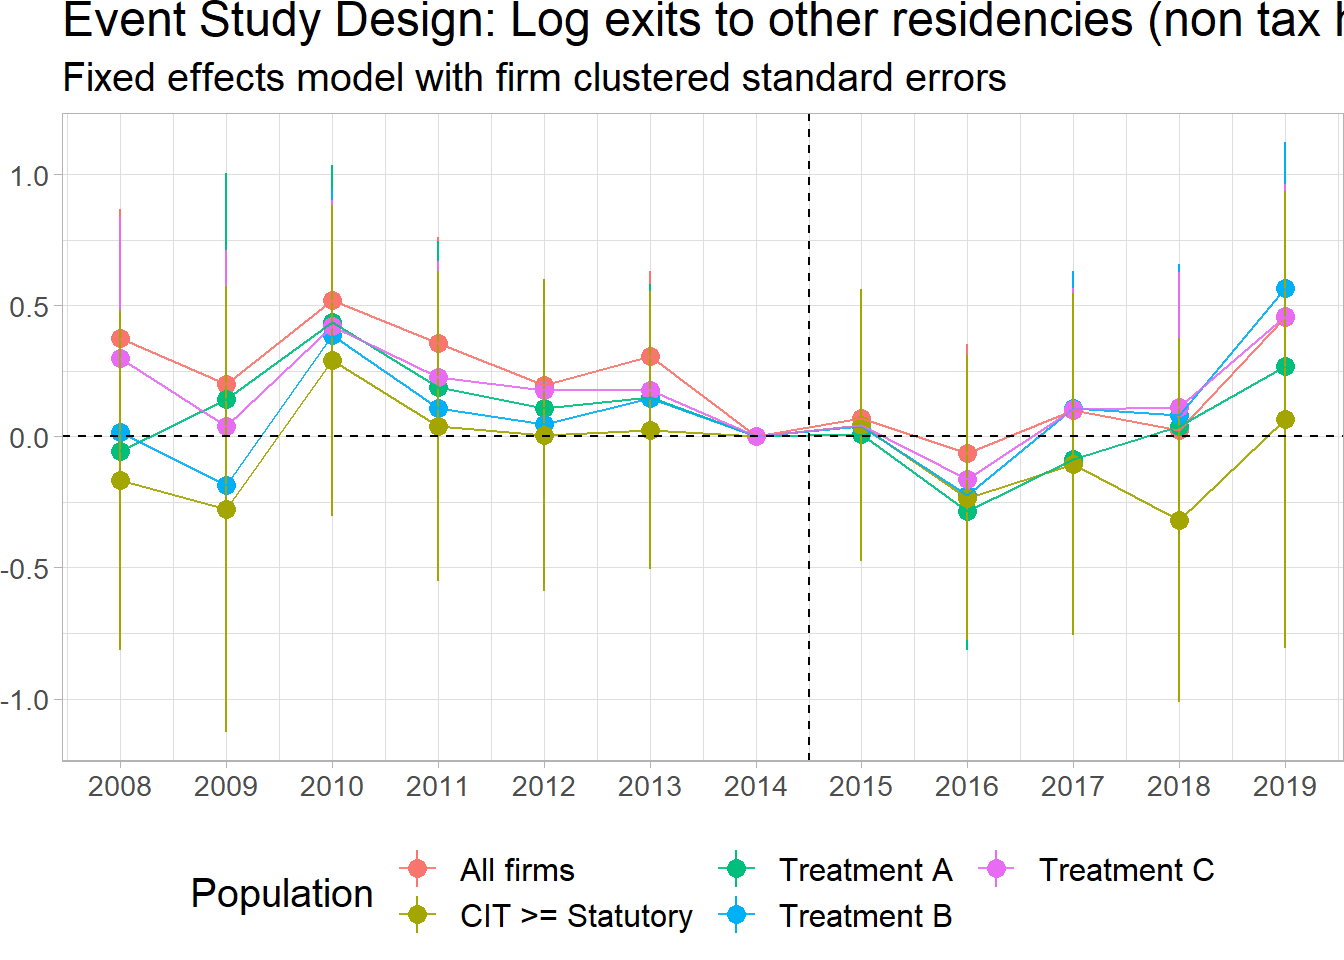 Event Study Design: Log exits to other residencies (non tax
Fixed effects model with firm clustered standard errors
1.0
0.5
0.0
-0.5
-1.0
2008 2009 2010 2011 2012 2013 2014 2015 2016 2017 2018 2019
Population
All firms
CIT >= Statutory
Treatment A
Treatment B
Treatment C